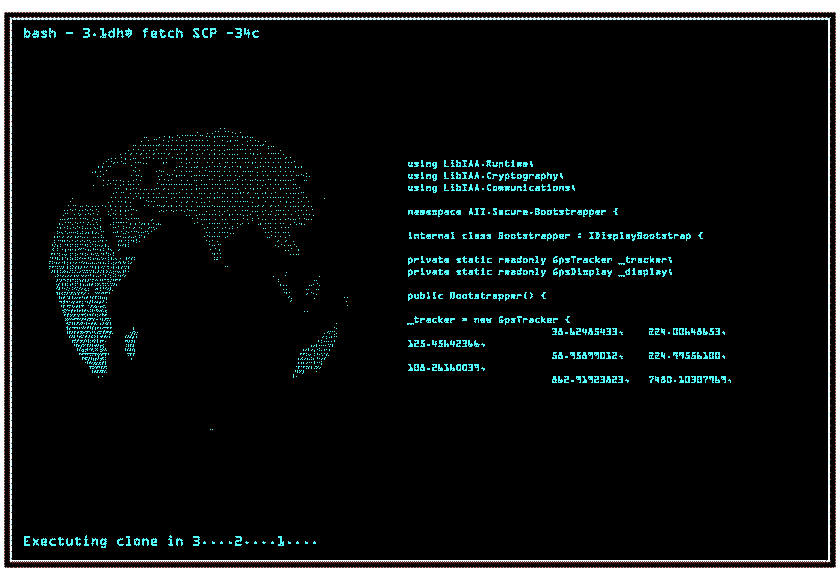 bash - 3.1dh# fetch SCP -34c
using LibIAA.Runtime;
using LibIAA.Cryptography;
using LibIAA.Communications;
namespace AII.Secure.Bootstrapper {
internal class Bootstrapper : IDisplayBootstrap {
private static readonly GpsTracker _tracker;
private static readonly GpsDisplay _display;
public Bootstrapper() {
_tracker = new GpsTracker {
38.62485433, 224.00648653,
125.45642366,
58.95899012, 224.99556100,
108.26160039,
862.91923823, 7480.10307969,
Exectuting clone in 3....2....1....